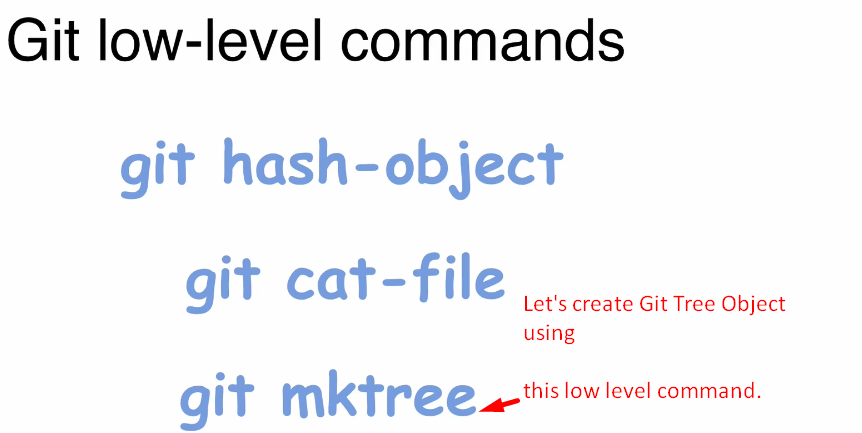 Git low-level commands
git hash-object
git cat-file
Let's create Git Tree Object
using
git mktree
this low level command.